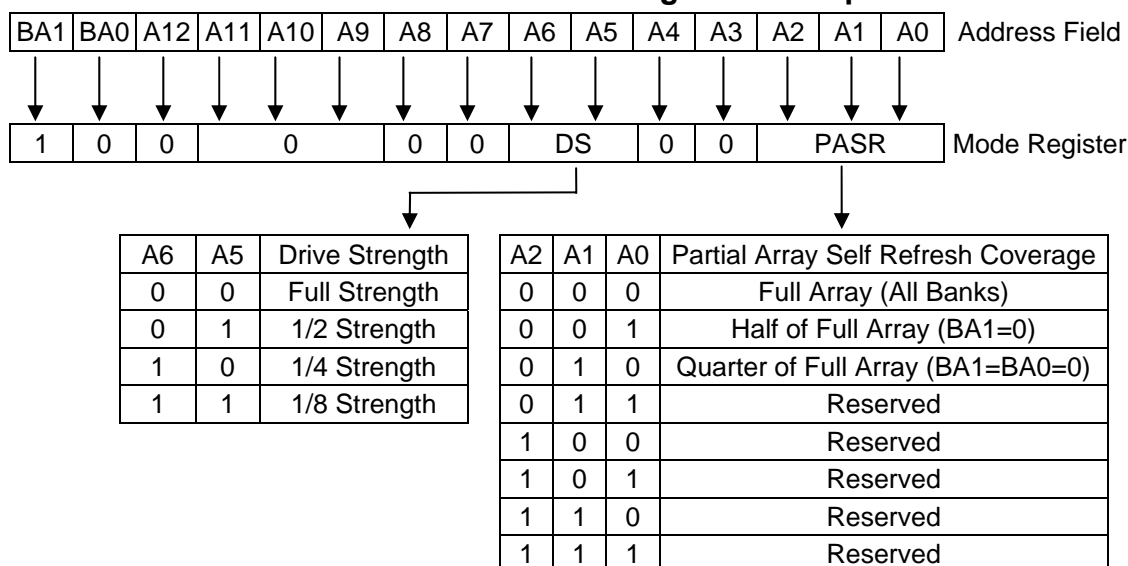 BA1 BA0 A12 A11 A10 A9 A8 A7 A6 A5 A4 A3 A2 A1 A0 Address Field
1 0 0 0 0 0 DS 0 0 PASR Mode Register
A6 A5 Drive Strength
0 0 Full Strength
0 1 1/2 Strength
1 0 1/4 Strength
1 1 1/8 Strength
A2 A1 A0 Partial Array Self Refresh Coverage
0 0 0 Full Array (All Banks)
0 0 1 Half of Full Array (BA1=0)
0 1 0 Quarter of Full Array (BA1=BA0=0)
0 1 1 Reserved
1 0 0 Reserved
1 0 1 Reserved
1 1 0 Reserved
1 1 1 Reserved